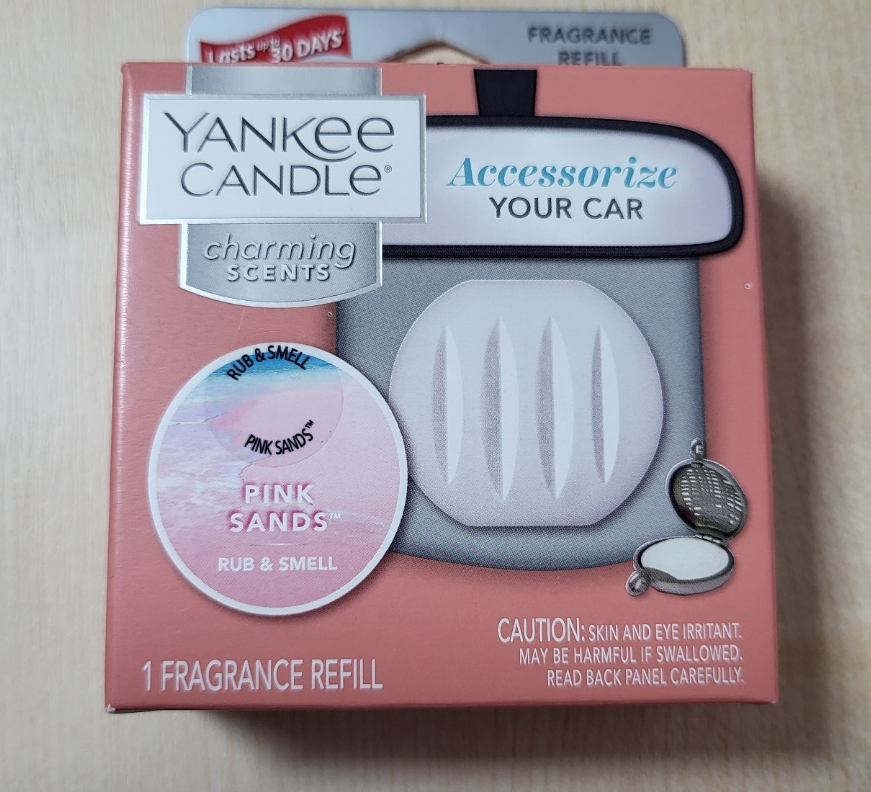 Lasts up to 30 DAYS
FRAGRANCE
REFILL
YANKEE
CANDLE®
charming
SCENTS
Accessorize
YOUR CAR
RUB & SMELL
PINK SANDS™
PINK
SANDS™
RUB & SMELL
1 FRAGRANCE REFILL
CAUTION: SKIN AND EYE IRRITANT.
MAY BE HARMFUL IF SWALLOWED.
READ BACK PANEL CAREFULLY.